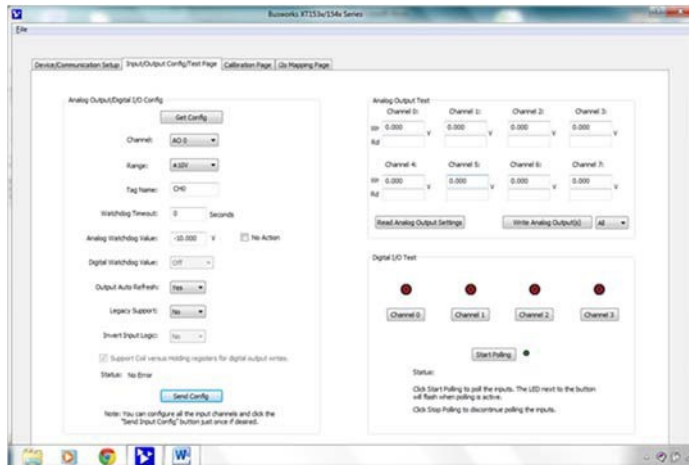 Busworks XT153x/154x Series
File
Device/Communication Setup Input/Output Config/Test Page Calibration Page i2o Mapping Page
Analog Output/Digital I/O Config
Get Config
Channel: AO 0
Range: ±10V
Tag Name: CH0
Watchdog Timeout: 0 Seconds
Analog Watchdog Value: -10.000 V No Action
Digital Watchdog Value: Off
Output Auto Refresh: Yes
Legacy Support: No
Invert Input Logic: No
Support Coil versus Holding registers for digital output writes.
Status: No Error
Send Config
Note: You can configure all the input channels and click the
"Send Input Config" button just once if desired.
Analog Output Test
Channel 0: Channel 1: Channel 2: Channel 3:
Wr 0.000 V 0.000 V 0.000 V 0.000 V
Rd
Channel 4: Channel 5: Channel 6: Channel 7:
Wr 0.000 V 0.000 V 0.000 V 0.000 V
Rd
Read Analog Output Settings Write Analog Output(s) All
Digital I/O Test
Channel 0 Channel 1 Channel 2 Channel 3
Start Polling
Status:
Click Start Polling to poll the inputs. The LED next to the button
will flash when polling is active.
Click Stop Polling to discontinue polling the inputs.